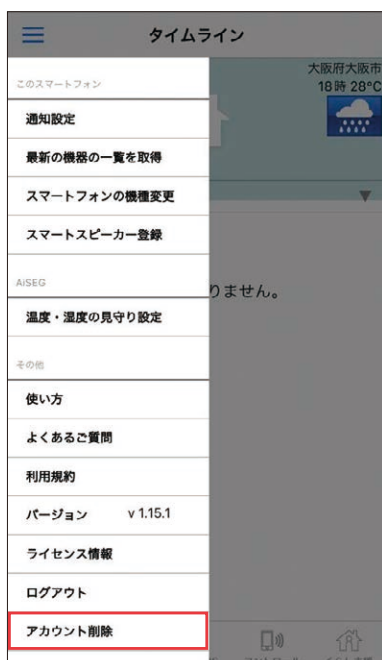 タイムライン
大阪府大阪市
18時 28°C
このスマートフォン
通知設定
最新の機器の一覧を取得
スマートフォンの機種変更
スマートスピーカー登録
AiSEG
りません。
温度・湿度の見守り設定
その他
使い方
よくあるご質問
利用規約
バージョン v 1.15.1
ライセンス情報
ログアウト
アカウント削除